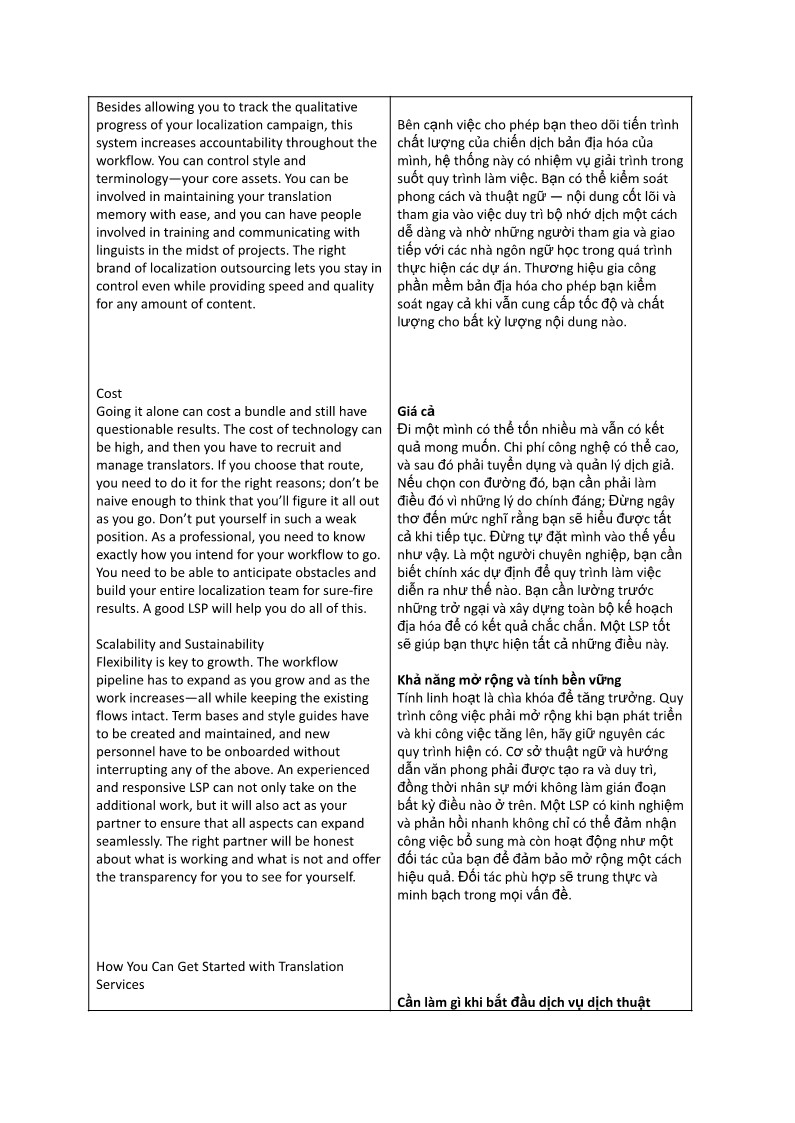 Besides allowing you to track the qualitative
progress of your localization campaign, this
system increases accountability throughout the
workflow. You can control style and
terminology—your core assets. You can be
involved in maintaining your translation
memory with ease, and you can have people
involved in training and communicating with
linguists in the midst of projects. The right
brand of localization outsourcing lets you stay in
control even while providing speed and quality
for any amount of content.
Cost
Going it alone can cost a bundle and still have
questionable results. The cost of technology can
be high, and then you have to recruit and
manage translators. If you choose that route,
you need to do it for the right reasons; don’t be
naive enough to think that you’ll figure it all out
as you go. Don’t put yourself in such a weak
position. As a professional, you need to know
exactly how you intend for your workflow to go.
You need to be able to anticipate obstacles and
build your entire localization team for sure-fire
results. A good LSP will help you do all of this.
Scalability and Sustainability
Flexibility is key to growth. The workflow
pipeline has to expand as you grow and as the
work increases—all while keeping the existing
flows intact. Term bases and style guides have
to be created and maintained, and new
personnel have to be onboarded without
interrupting any of the above. An experienced
and responsive LSP can not only take on the
additional work, but it will also act as your
partner to ensure that all aspects can expand
seamlessly. The right partner will be honest
about what is working and what is not and offer
the transparency for you to see for yourself.
How You Can Get Started with Translation
Services
Bên cạnh việc cho phép bạn theo dõi tiến trình
chất lượng của chiến dịch bản địa hóa của
mình, hệ thống này có nhiệm vụ giải trình trong
suốt quy trình làm việc. Bạn có thể kiểm soát
phong cách và thuật ngữ — nội dung cốt lõi và
tham gia vào việc duy trì bộ nhớ dịch một cách
dễ dàng và nhờ những người tham gia và giao
tiếp với các nhà ngôn ngữ học trong quá trình
thực hiện các dự án. Thương hiệu gia công
phần mềm bản địa hóa cho phép bạn kiểm
soát ngay cả khi vẫn cung cấp tốc độ và chất
lượng cho bất kỳ lượng nội dung nào.
Giá cả
Đi một mình có thể tốn nhiều mà vẫn có kết
quả mong muốn. Chi phí công nghệ có thể cao,
và sau đó phải tuyển dụng và quản lý dịch giả.
Nếu chọn con đường đó, bạn cần phải làm
điều đó vì những lý do chính đáng; Đừng ngây
thơ đến mức nghĩ rằng bạn sẽ hiểu được tất
cả khi tiếp tục. Đừng tự đặt mình vào thế yếu
như vậy. Là một người chuyên nghiệp, bạn cần
biết chính xác dự định để quy trình làm việc
diễn ra như thế nào. Bạn cần lường trước
những trở ngại và xây dựng toàn bộ kế hoạch
địa hóa để có kết quả chắc chắn. Một LSP tốt
sẽ giúp bạn thực hiện tất cả những điều này.
Khả năng mở rộng và tính bền vững
Tính linh hoạt là chìa khóa để tăng trưởng. Quy
trình công việc phải mở rộng khi bạn phát triển
và khi công việc tăng lên, hãy giữ nguyên các
quy trình hiện có. Cơ sở thuật ngữ và hướng
dẫn văn phong phải được tạo ra và duy trì,
đồng thời nhân sự mới không làm gián đoạn
bất kỳ điều nào ở trên. Một LSP có kinh nghiệm
và phản hồi nhanh không chỉ có thể đảm nhận
công việc bổ sung mà còn hoạt động như một
đối tác của bạn để đảm bảo mở rộng một cách
hiệu quả. Đối tác phù hợp sẽ trung thực và
minh bạch trong mọi vấn đề.
Cần làm gì khi bắt đầu dịch vụ dịch thuật